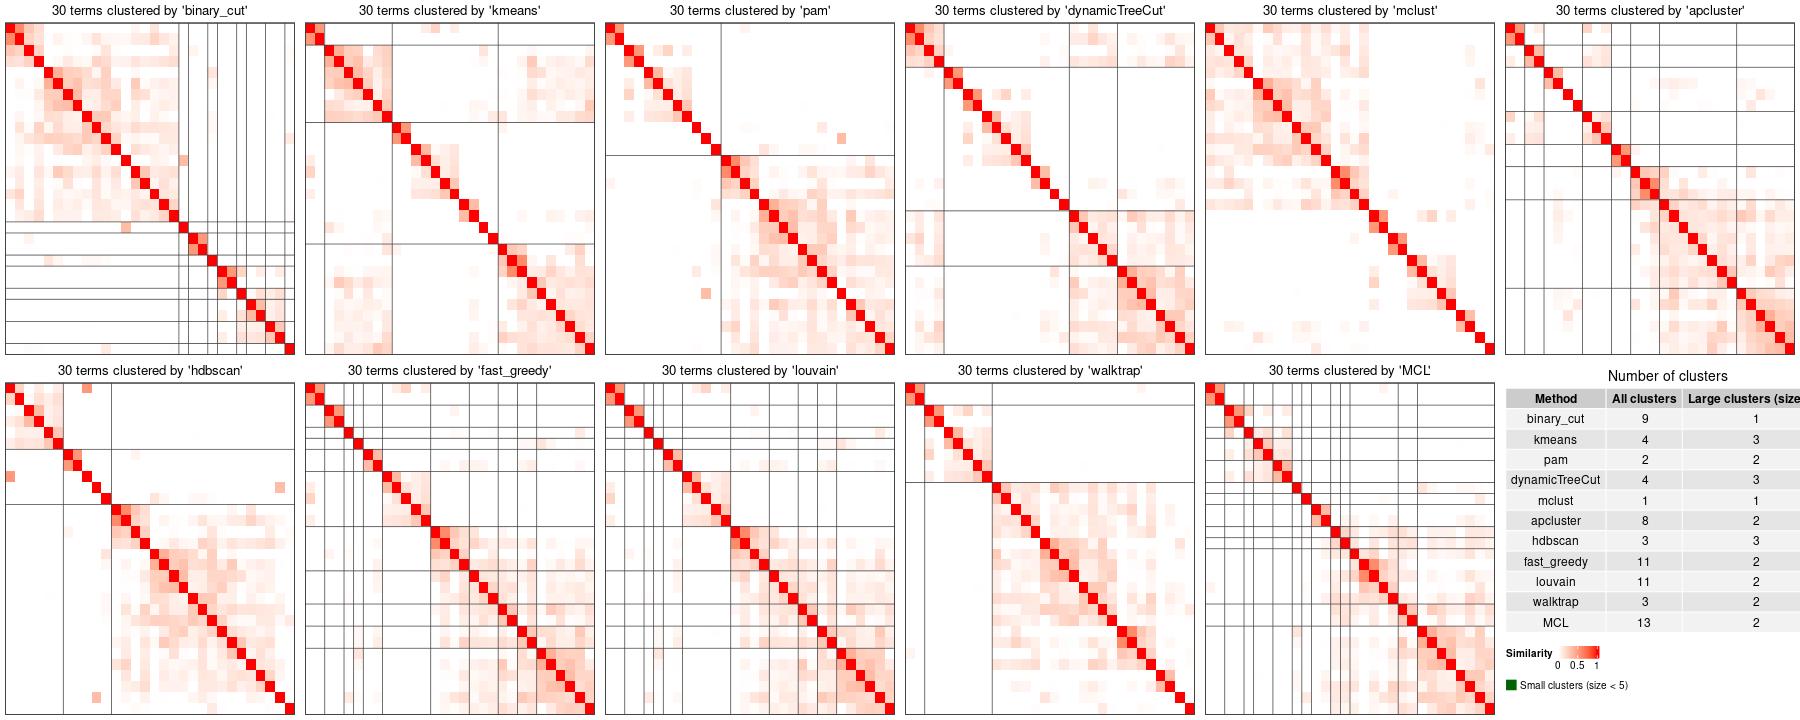 30 terms clustered by 'binary_cut'
30 terms clustered by 'kmeans'
30 terms clustered by 'pam'
30 terms clustered by 'dynamicTreeCut'
30 terms clustered by 'mclust'
30 terms clustered by 'apcluster'
30 terms clustered by 'hdbscan'
30 terms clustered by 'fast_greedy'
30 terms clustered by 'louvain'
30 terms clustered by 'walktrap'
30 terms clustered by 'MCL'
Number of clusters
Method All clusters Large clusters (size
binary_cut 9 1
kmeans 4 3
pam 2 2
dynamicTreeCut 4 3
mclust 1 1
apcluster 8 2
hdbscan 3 3
fast_greedy 11 2
louvain 11 2
walktrap 3 2
MCL 13 2
Similarity
0 0.5 1
Small clusters (size < 5)